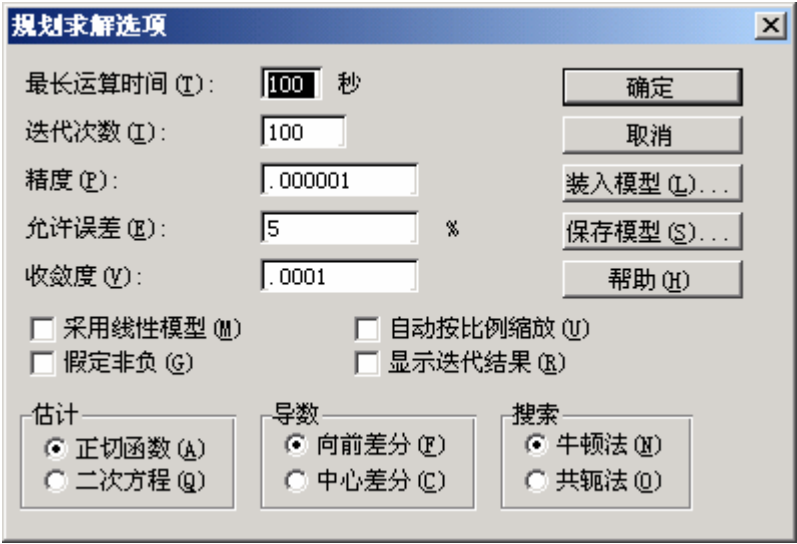 规划求解选项
最长运算时间(T): 100 秒 确定
迭代次数(I): 100 取消
精度(P): .000001 装入模型(L)...
允许误差(E): 5 % 保存模型(S)...
收敛度(V): .0001 帮助(H)
采用线性模型(M) 自动按比例缩放(U)
假定非负(G) 显示迭代结果(R)
估计 导数 搜索
正切函数(A) 向前差分(F) 牛顿法(N)
二次方程(Q) 中心差分(C) 共轭法(O)